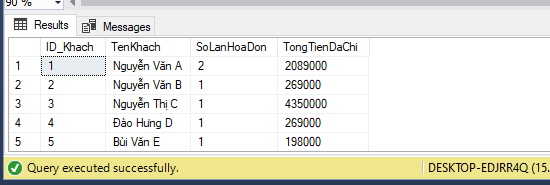 90 %
Results Messages
ID_Khach TenKhach SoLanHoaDon TongTienDaChi
1 1 Nguyễn Văn A 2 2089000
2 2 Nguyễn Văn B 1 269000
3 3 Nguyễn Thị C 1 4350000
4 4 Đào Hưng D 1 269000
5 5 Bùi Văn E 1 198000
Query executed successfully. DESKTOP-EDJRR4Q (15.